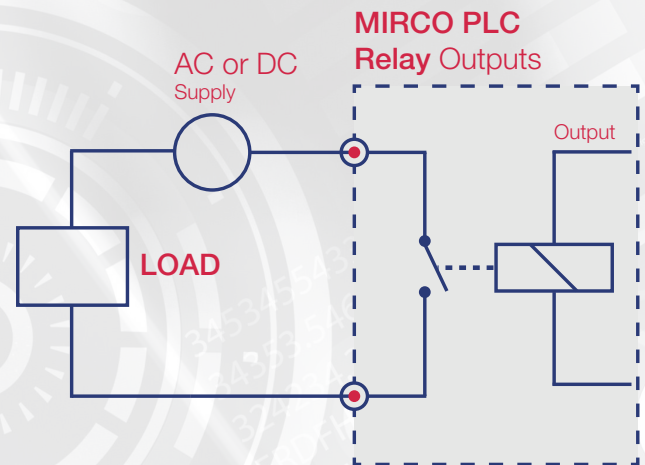 MIRCO PLC
Relay Outputs
AC or DC
Supply
Output
LOAD